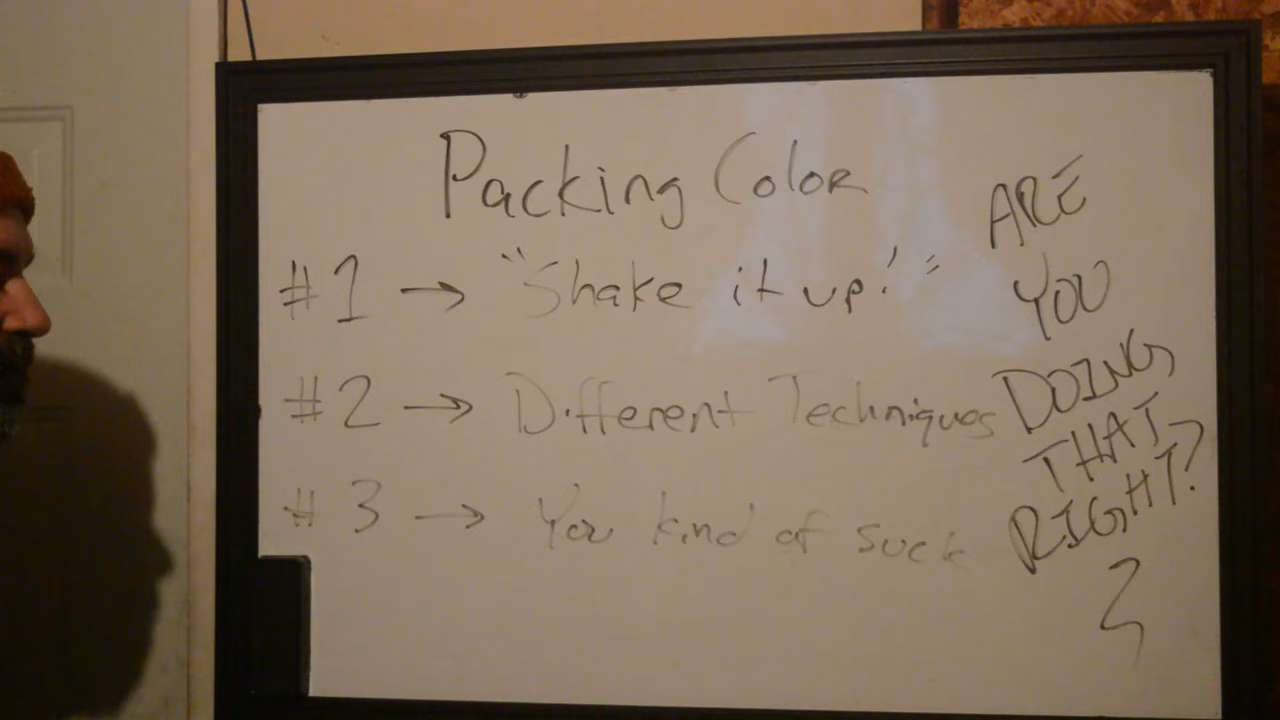 Packing Color
#1 → "Shake it up!"
#2 → Different Techniques
#3 → You kind of suck
ARE
YOU
DOING
THAT
RIGHT?